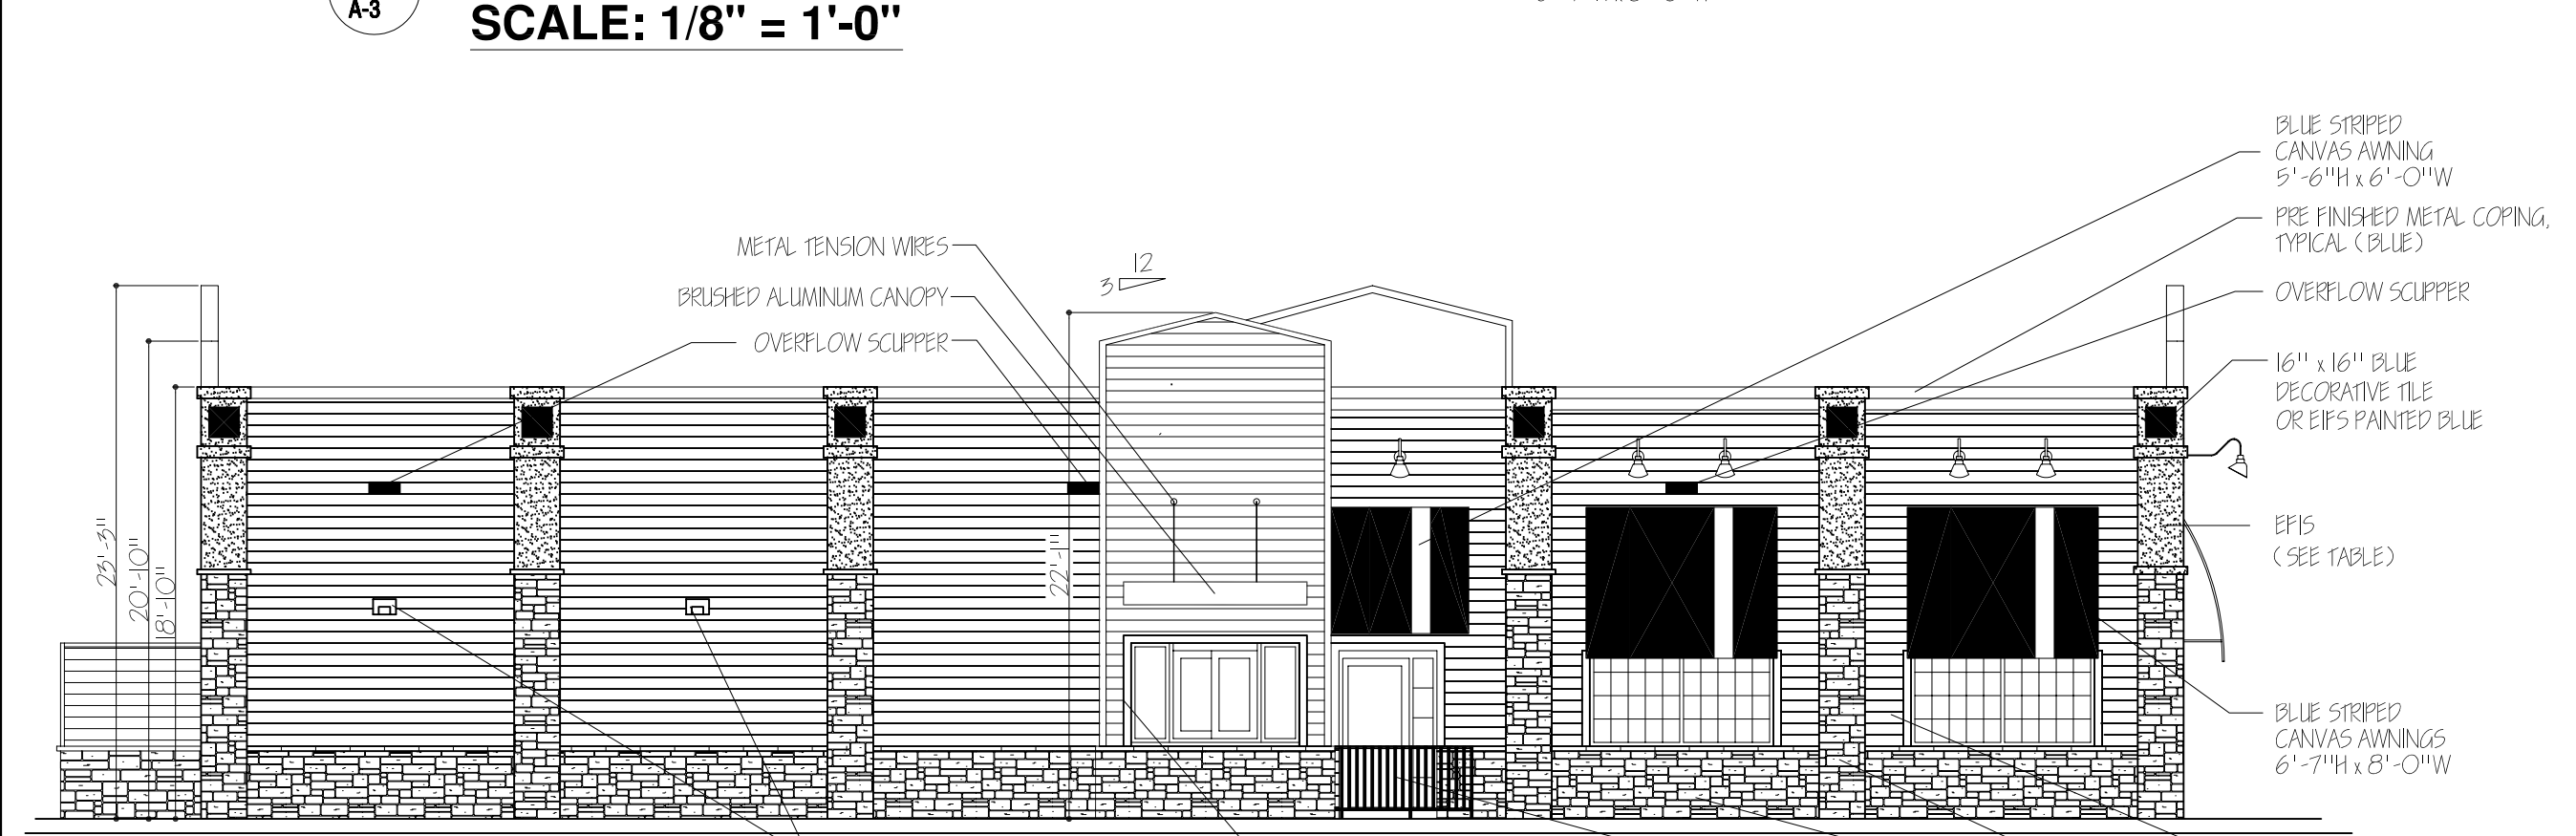 A-3
SCALE: 1/8" = 1'-0"
BLUE STRIPED
CANVAS AWNING
5'-6"H x 6'-0"W
PRE FINISHED METAL COPING,
TYPICAL (BLUE)
OVERFLOW SCUPPER
16" x 16" BLUE
DECORATIVE TILE
OR EIFS PAINTED BLUE
EFIS
(SEE TABLE)
BLUE STRIPED
CANVAS AWNINGS
6'-7"H x 8'-0"W
METAL TENSION WIRES
BRUSHED ALUMINUM CANOPY
OVERFLOW SCUPPER
12
3
23'-3"
20'-10"
18'-10"
22'-1"